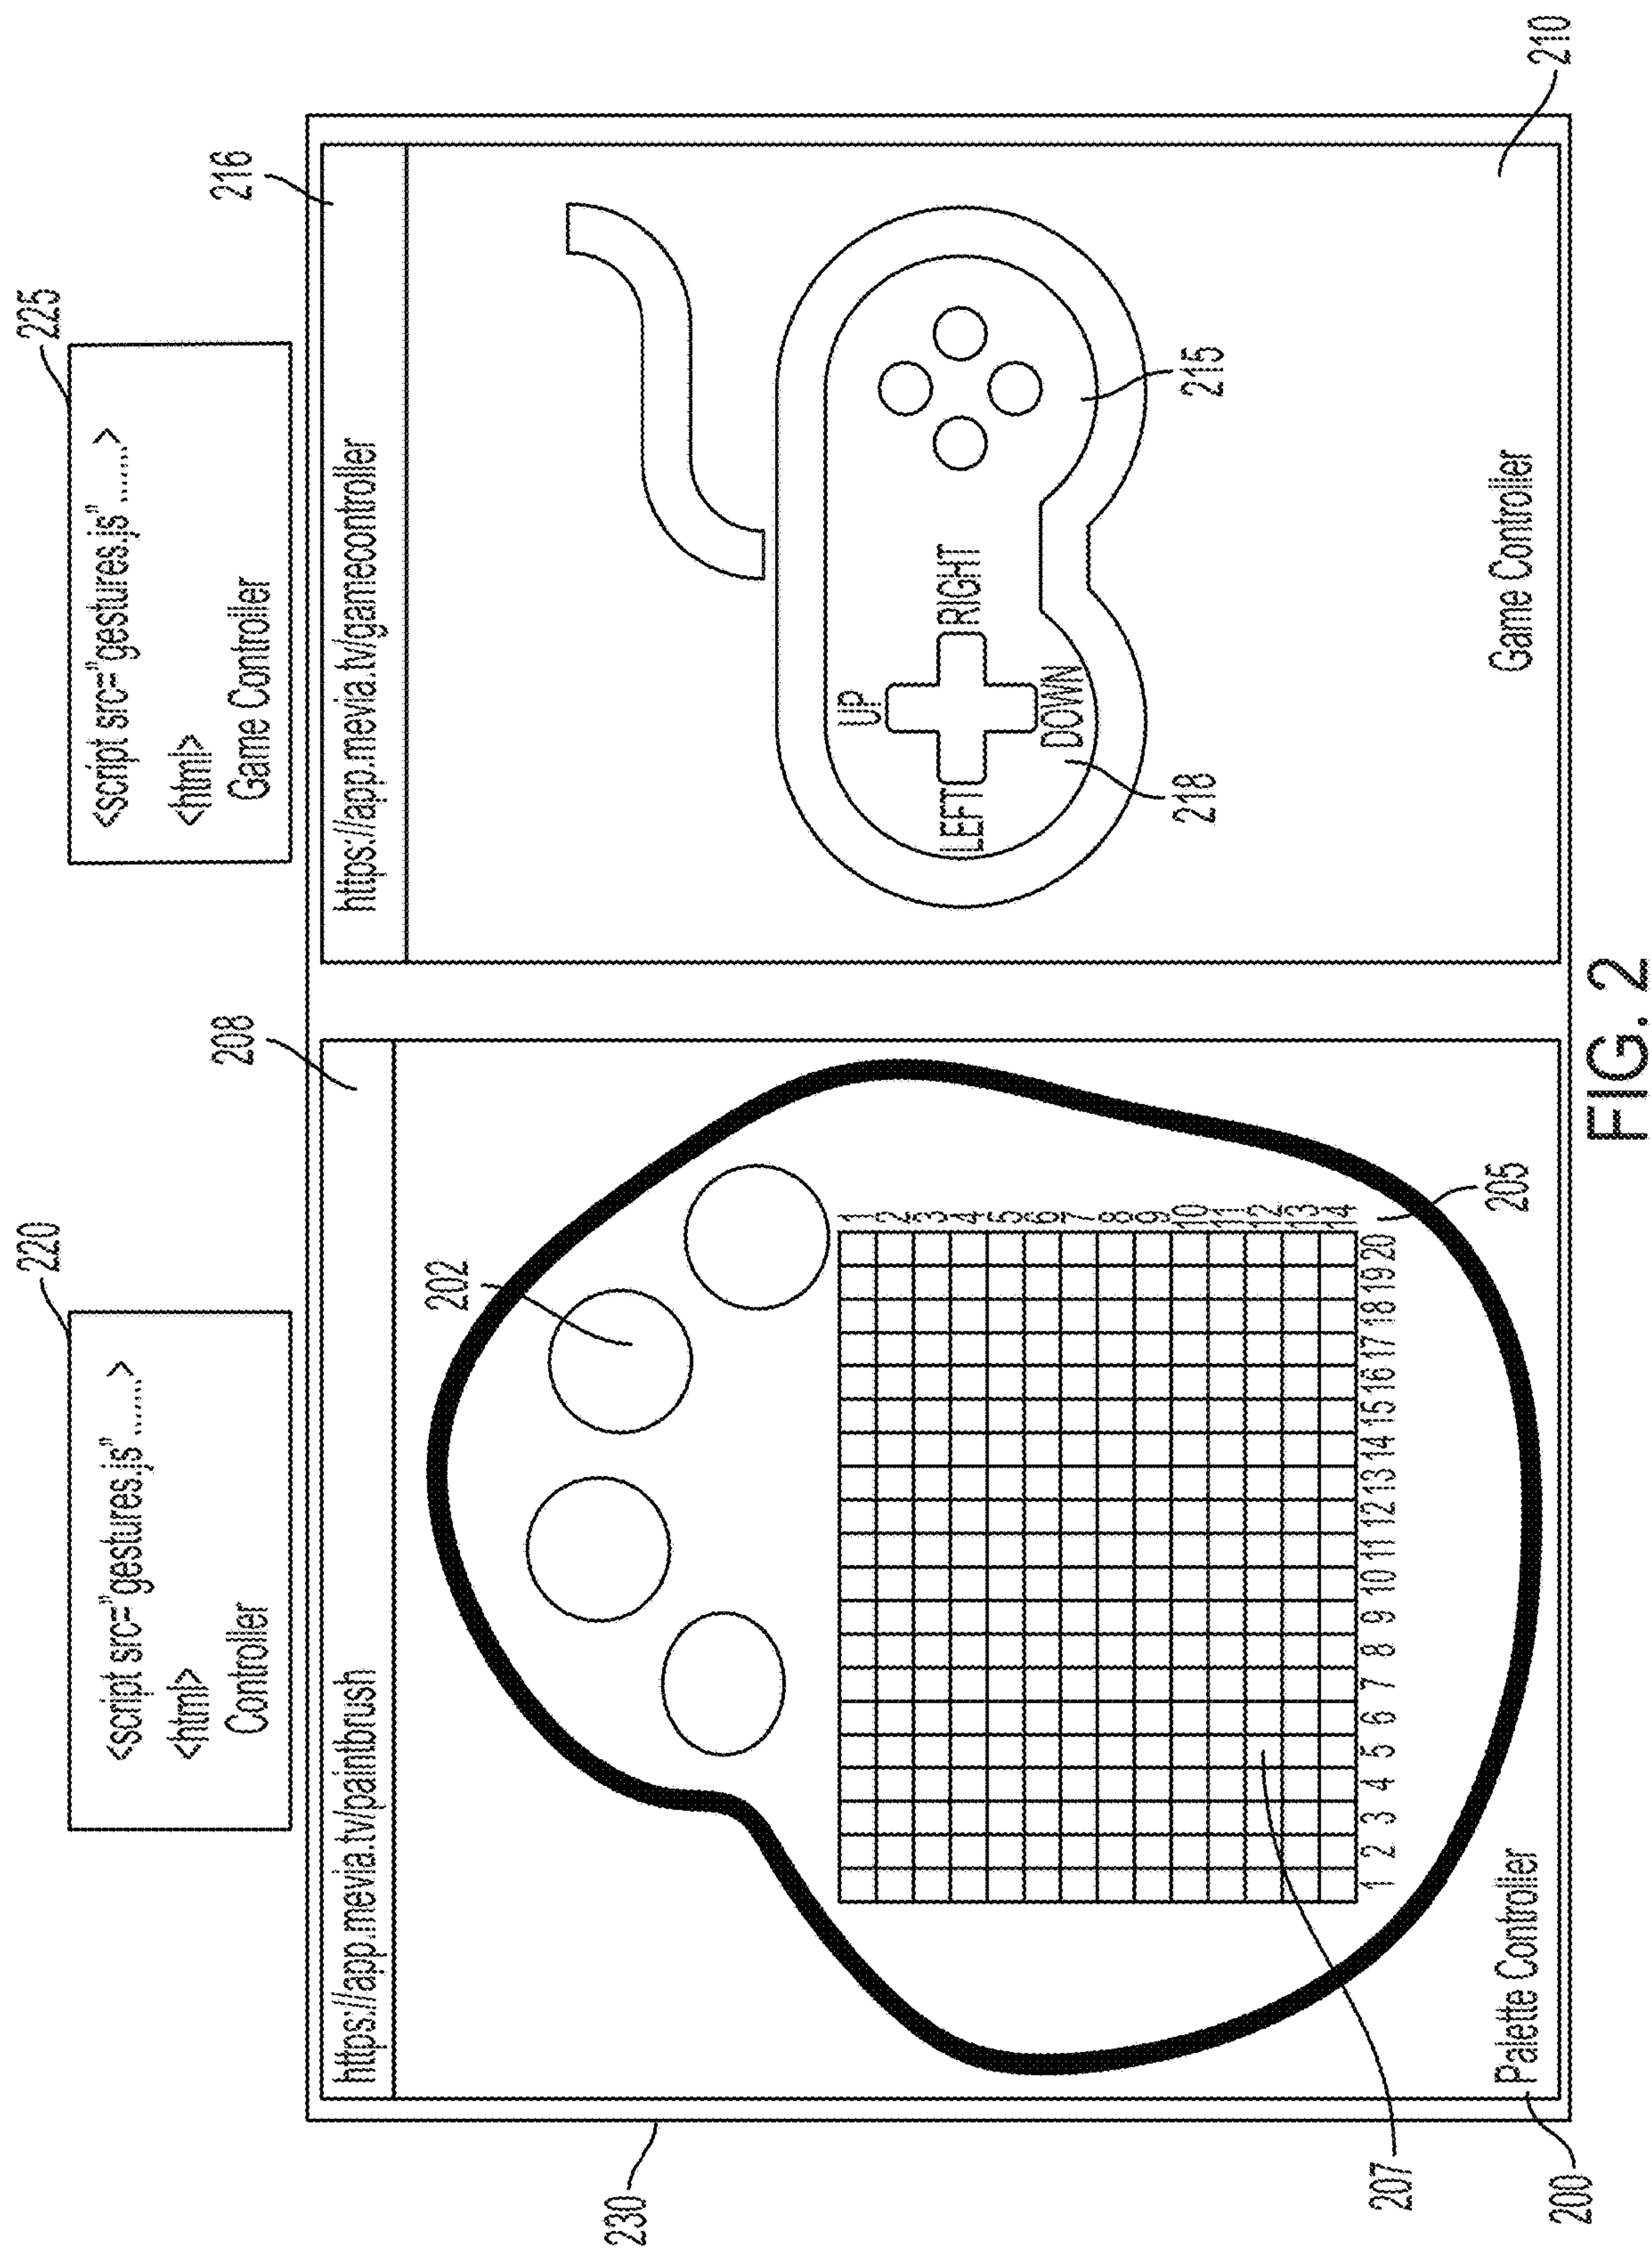 220
225
<script src="gestures.js" ......>
<html>
Controller
<script src="gestures.js" ......>
<html>
Game Controller
208
216
230
https://app.mevia.tv/paintbrush
202
1
2
3
4
5
6
7
8
9
10
11
12
13
14
1 2 3 4 5 6 7 8 9 10 11 12 13 14 15 16 17 18 19 20
207
205
Palette Controller
200
https://app.mevia.tv/gamecontroller
UP
LEFT
RIGHT
DOWN
218
215
Game Controller
210
FIG. 2